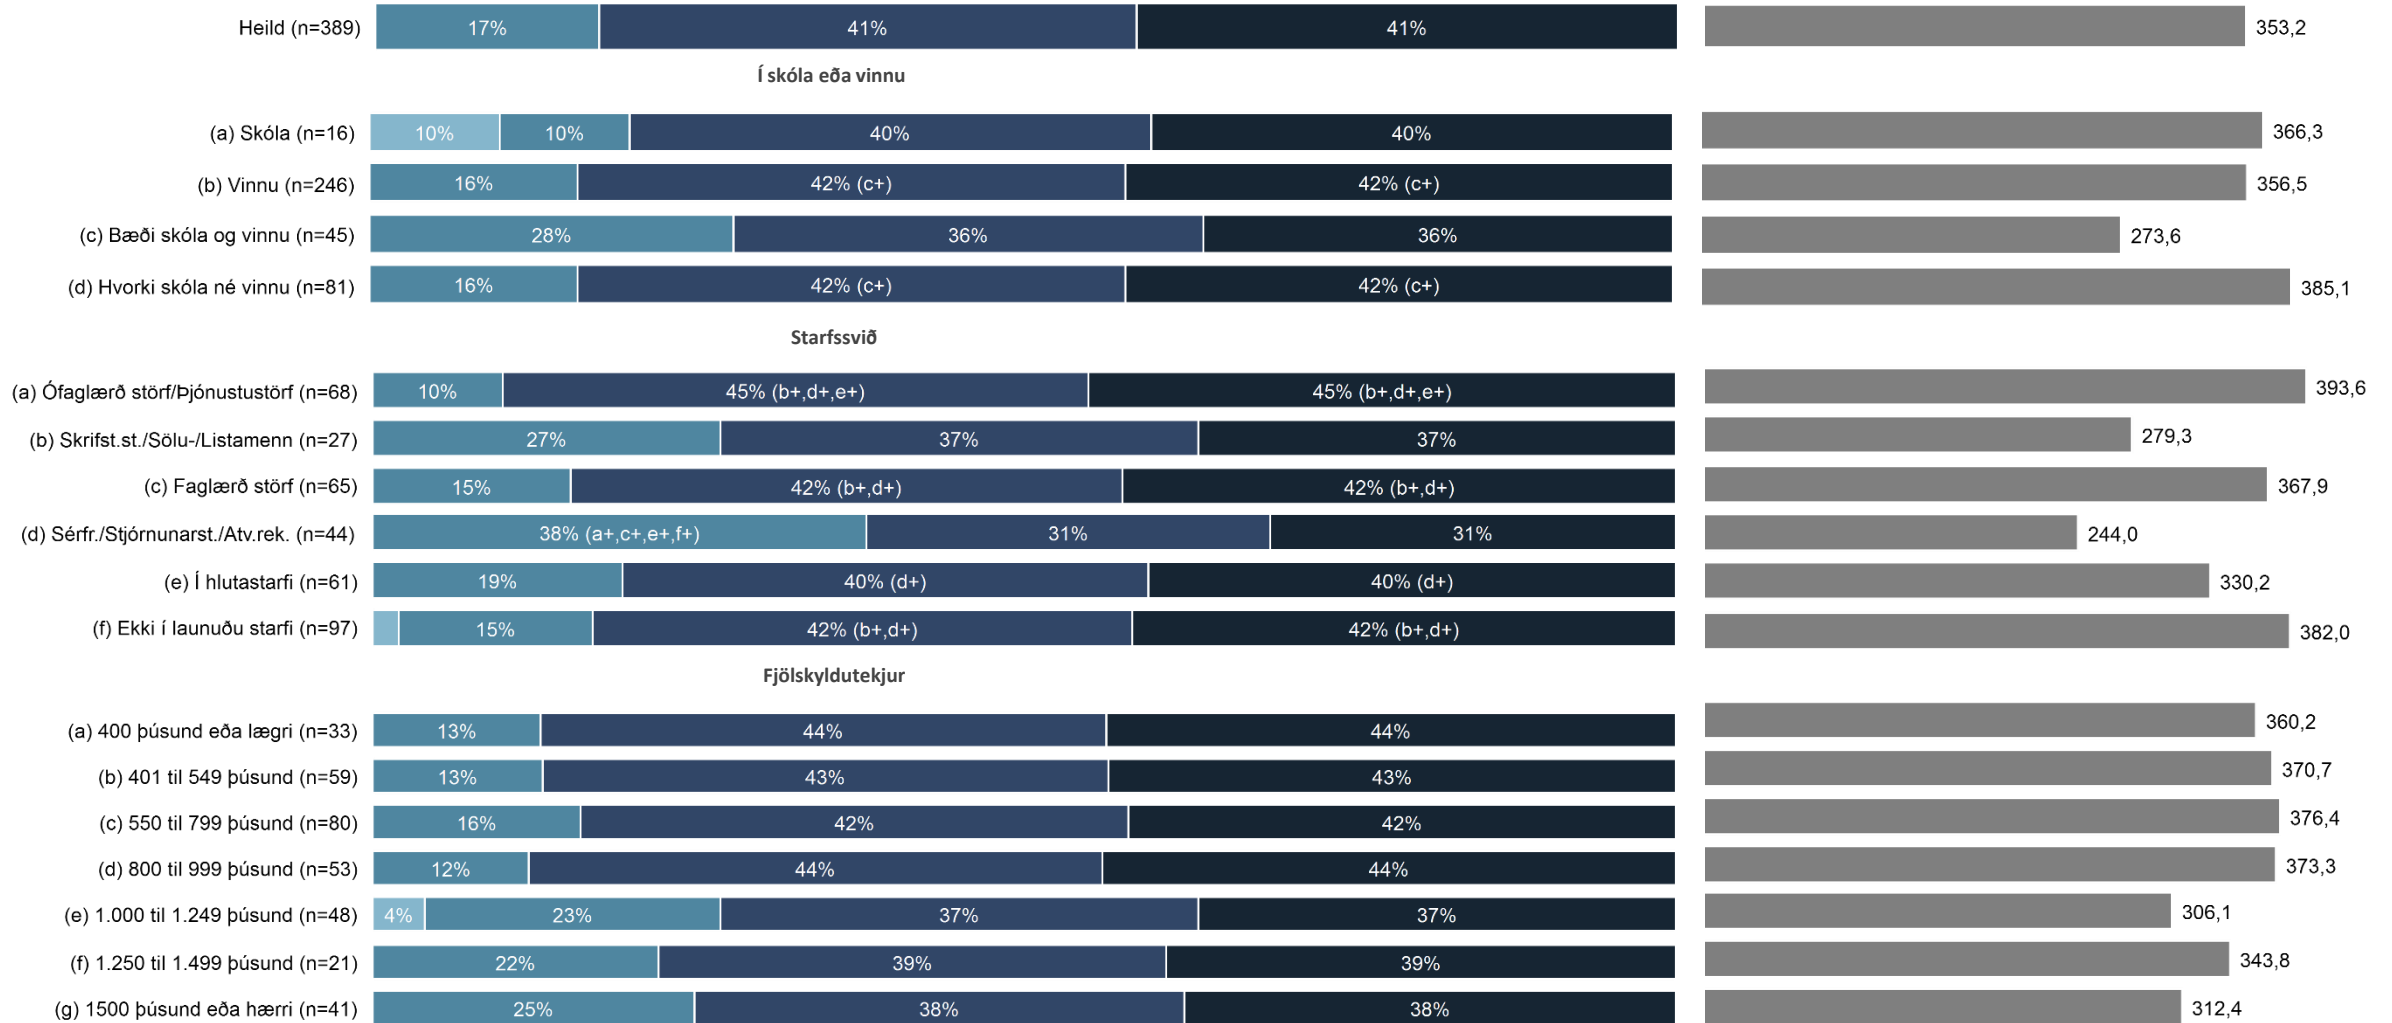 Heild (n=389) 17% 41% 41% 353,2
Í skóla eða vinnu
(a) Skóla (n=16) 10% 10% 40% 40% 366,3
(b) Vinnu (n=246) 16% 42% (c+) 42% (c+) 356,5
(c) Bæði skóla og vinnu (n=45) 28% 36% 36% 273,6
(d) Hvorki skóla né vinnu (n=81) 16% 42% (c+) 42% (c+) 385,1
Starfssvið
(a) Ófaglærð störf/Þjónustustörf (n=68) 10% 45% (b+,d+,e+) 45% (b+,d+,e+) 393,6
(b) Skrifst.st./Sölu-/Listamenn (n=27) 27% 37% 37% 279,3
(c) Faglærð störf (n=65) 15% 42% (b+,d+) 42% (b+,d+) 367,9
(d) Sérfr./Stjórnunarst./Atv.rek. (n=44) 38% (a+,c+,e+,f+) 31% 31% 244,0
(e) Í hlutastarfi (n=61) 19% 40% (d+) 40% (d+) 330,2
(f) Ekki í launuðu starfi (n=97) 15% 42% (b+,d+) 42% (b+,d+) 382,0
Fjölskyldutekjur
(a) 400 þúsund eða lægri (n=33) 13% 44% 44% 360,2
(b) 401 til 549 þúsund (n=59) 13% 43% 43% 370,7
(c) 550 til 799 þúsund (n=80) 16% 42% 42% 376,4
(d) 800 til 999 þúsund (n=53) 12% 44% 44% 373,3
(e) 1.000 til 1.249 þúsund (n=48) 4% 23% 37% 37% 306,1
(f) 1.250 til 1.499 þúsund (n=21) 22% 39% 39% 343,8
(g) 1500 þúsund eða hærri (n=41) 25% 38% 38% 312,4